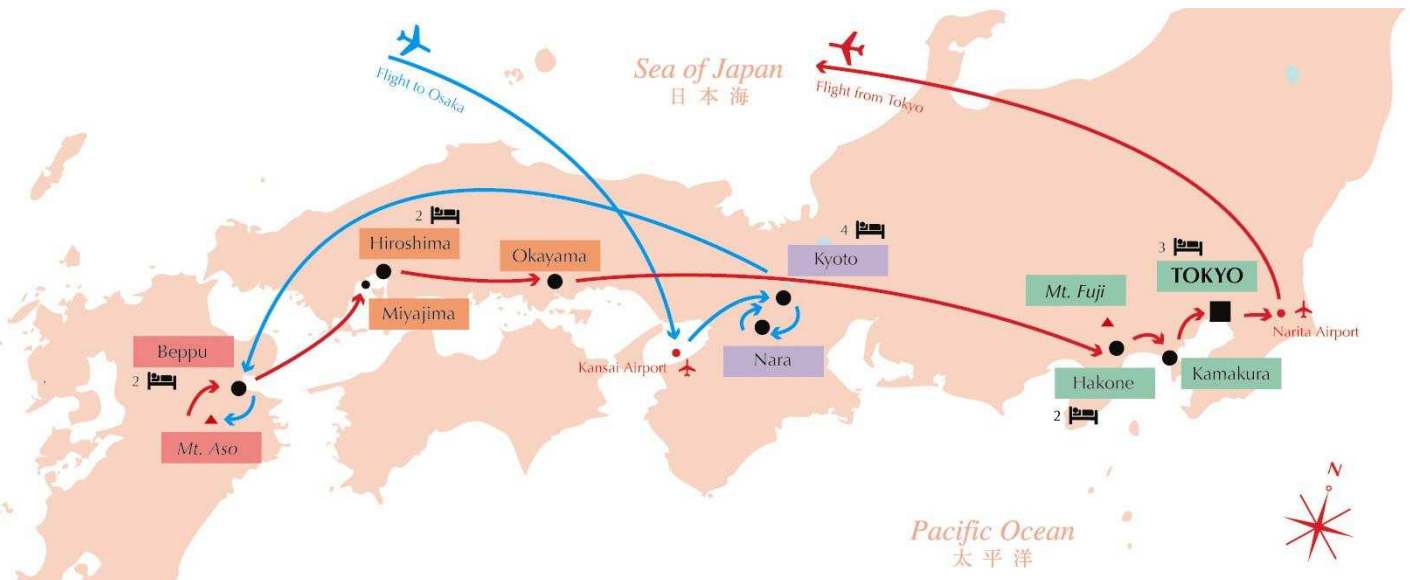 Flight to Osaka
Sea of Japan
日本海
Flight from Tokyo
2
Hiroshima
Okayama
Miyajima
4
Kyoto
Nara
Kansai Airport
Beppu
2
Mt. Aso
3
TOKYO
Mt. Fuji
Narita Airport
Hakone
2
Kamakura
Pacific Ocean
太平洋
N